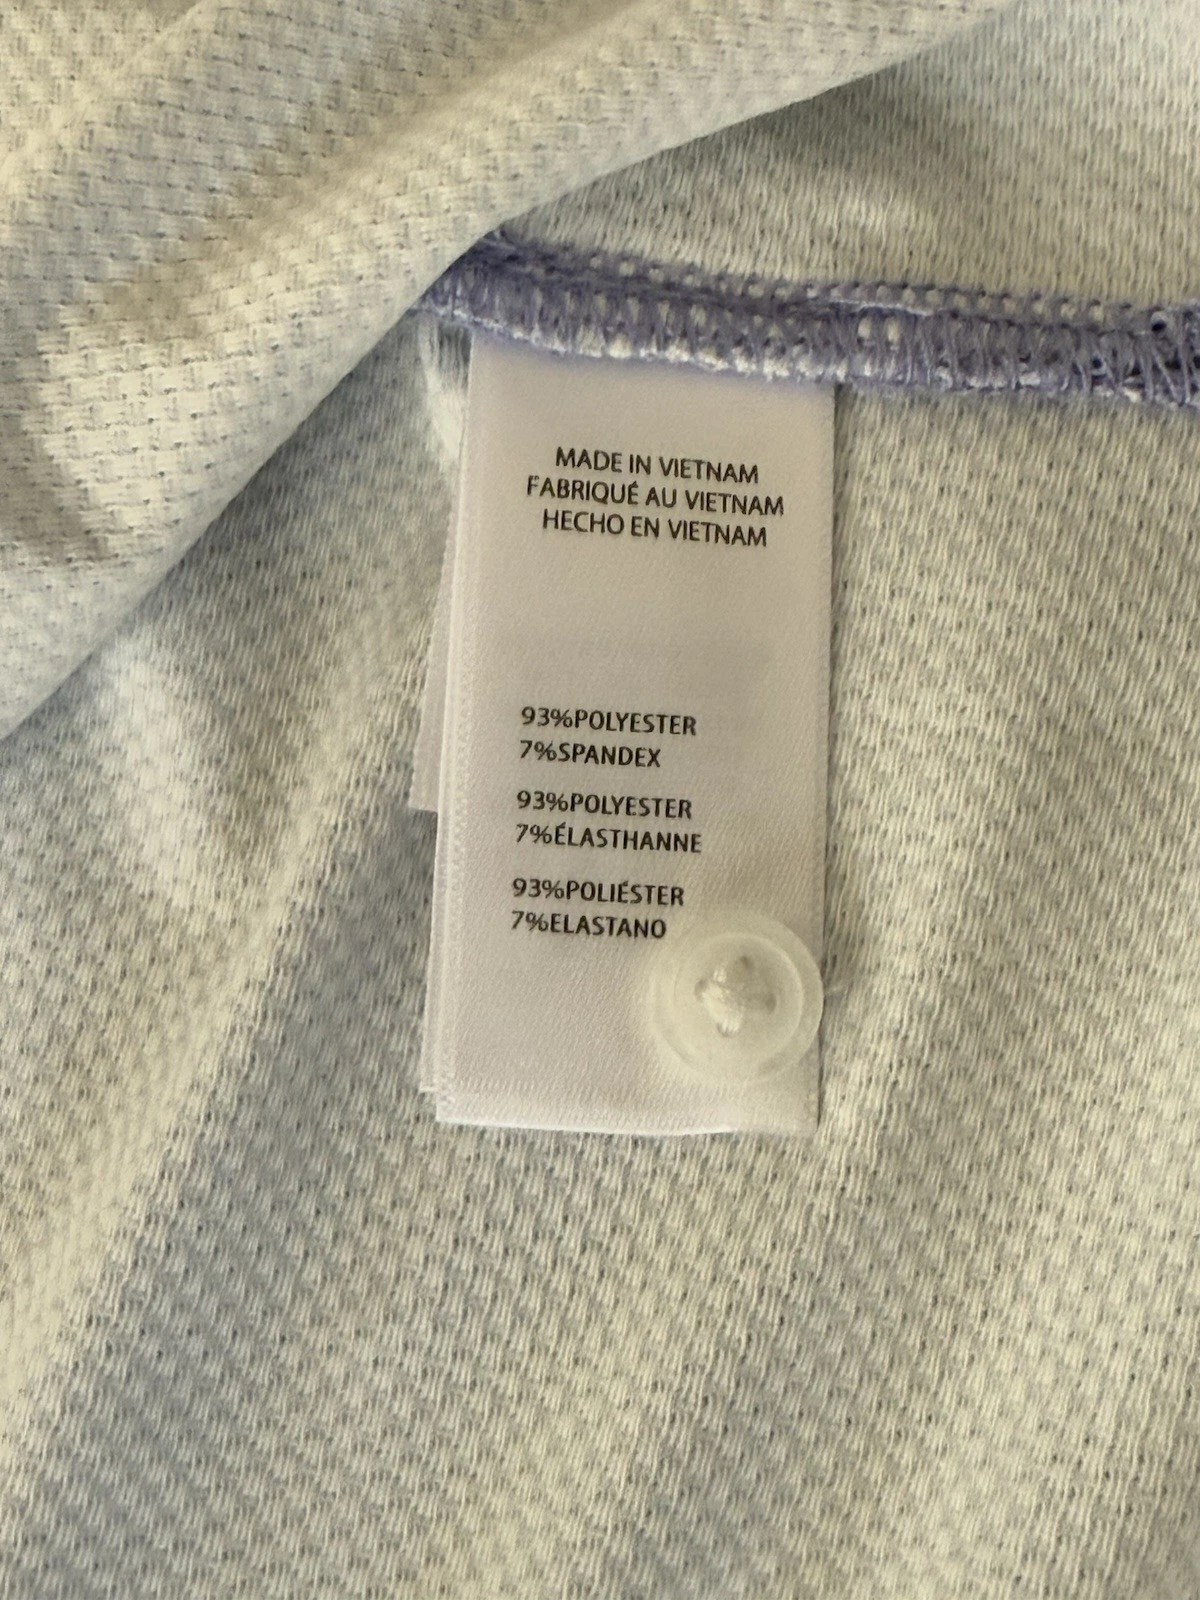 MADE IN VIETNAM
FABRIQUÉ AU VIETNAM
HECHO EN VIETNAM
93%POLYESTER
7%SPANDEX
93%POLYESTER
7%ÉLASTHANNE
93%POLIÉSTER
7%ELASTANO